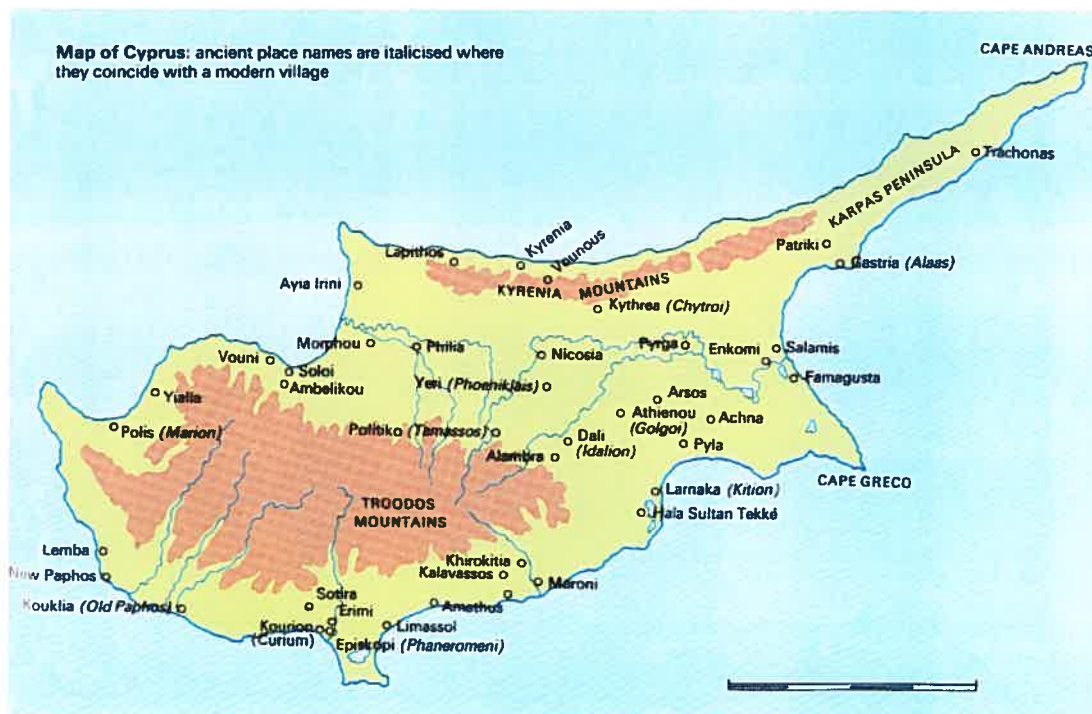 Map of Cyprus: ancient place names are italicised where
they coincide with a modern village
CAPE ANDREAS
Trachonas
KARPAS PENINSULA
Patriki
Gastria (Alaas)
Kyrenia
Vounous
Lapithos
KYRENIA MOUNTAINS
Ayia Irini
Kythrea (Chytroi)
Morphou
Philia
Nicosia
Pyrga
Enkomi
Salamis
Vouni
Soloi
Ambelikou
Yeri (Phoenikiais)
Famagusta
Yialia
Arsos
Athienou
(Golgoi)
Achna
Polis (Marion)
Politiko (Tamassos)
Dali
(Idalion)
Pyla
Alambra
CAPE GRECO
Larnaka (Kition)
Hala Sultan Tekké
TROODOS
MOUNTAINS
Lemba
Khirokitia
Kalavassos
New Paphos
Maroni
Sotira
Amathus
Kouklia (Old Paphos)
Erimi
Kourion
(Curium)
Limassol
Episkopi (Phaneromeni)